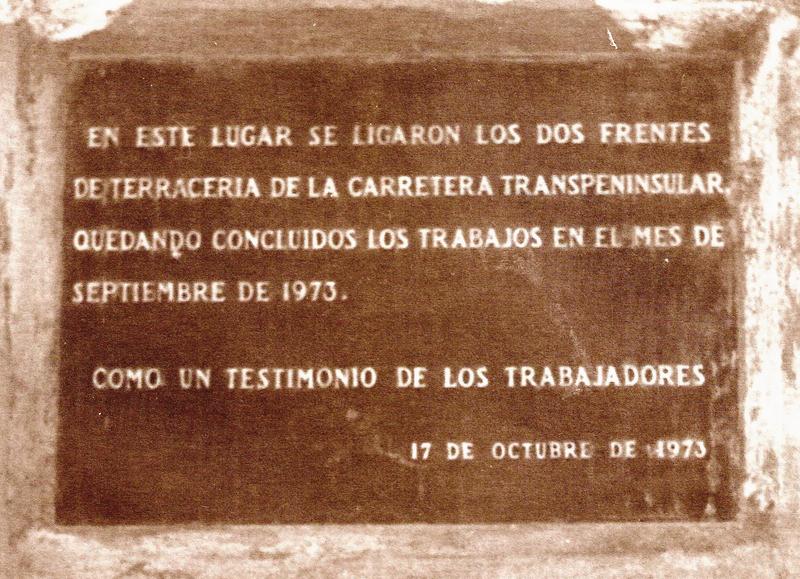 EN ESTE LUGAR SE LIGARON LOS DOS FRENTES
DE TERRACERIA DE LA CARRETERA TRANSPENINSULAR,
QUEDANDO CONCLUIDOS LOS TRABAJOS EN EL MES DE
SEPTIEMBRE DE 1973.
COMO UN TESTIMONIO DE LOS TRABAJADORES
17 DE OCTUBRE DE 1973